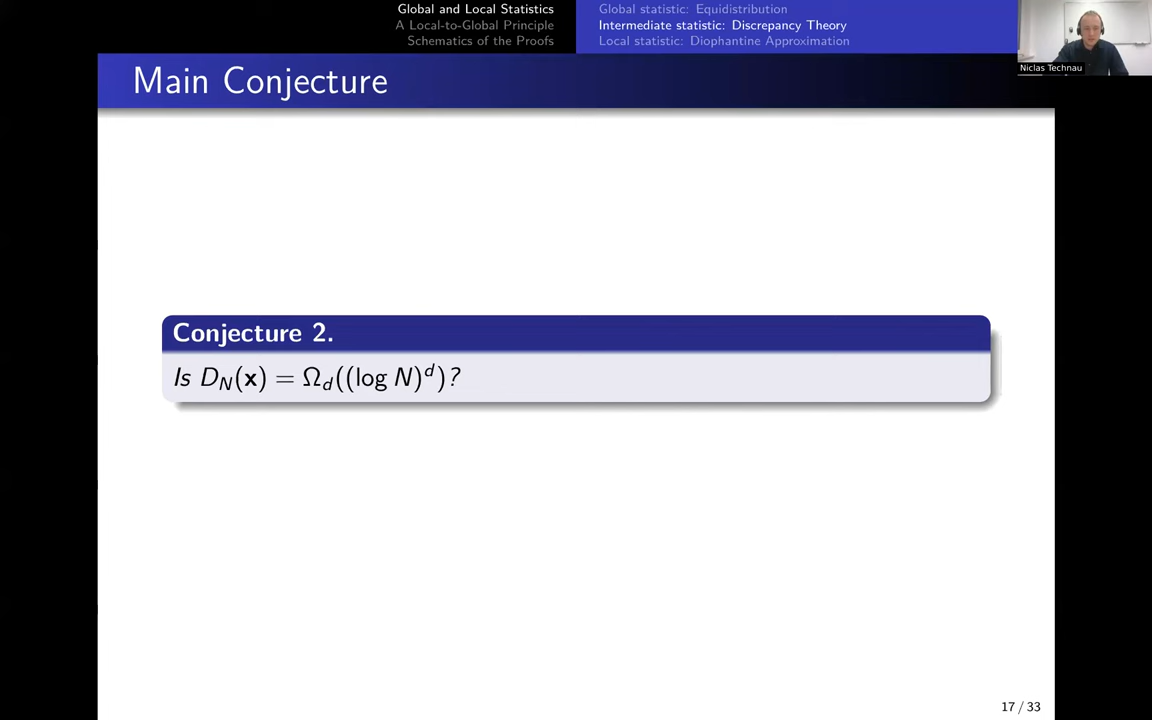 Global and Local Statistics
A Local-to-Global Principle
Schematics of the Proofs
Global statistic: Equidistribution
Intermediate statistic: Discrepancy Theory
Local statistic: Diophantine Approximation
Niclas Technau
Main Conjecture
Conjecture 2.
Is D_N(x) = Ω_d((log N)^d)?
17 / 33